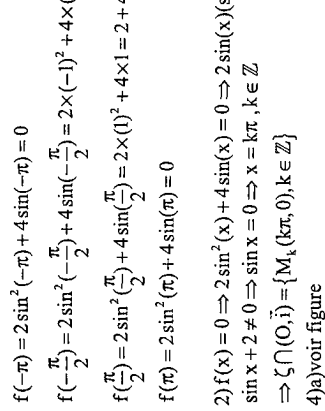 f(-π) = 2sin²(-π) + 4sin(-π) = 0
f(-π/2) = 2sin²(-π/2) + 4sin(-π/2) = 2×(-1)² + 4×(
f(π/2) = 2sin²(π/2) + 4sin(π/2) = 2×(1)² + 4×1 = 2 + 4
f(π) = 2sin²(π) + 4sin(π) = 0
2) f(x) = 0 ⇒ 2sin²(x) + 4sin(x) = 0 ⇒ 2sin(x)(s
sin x + 2 ≠ 0 ⇒ sin x = 0 ⇒ x = kπ , k ∈ ℤ
⇒ ζ⋂(O, i⃗) = {M_k(kπ, 0), k ∈ ℤ}
4)a)voir figure